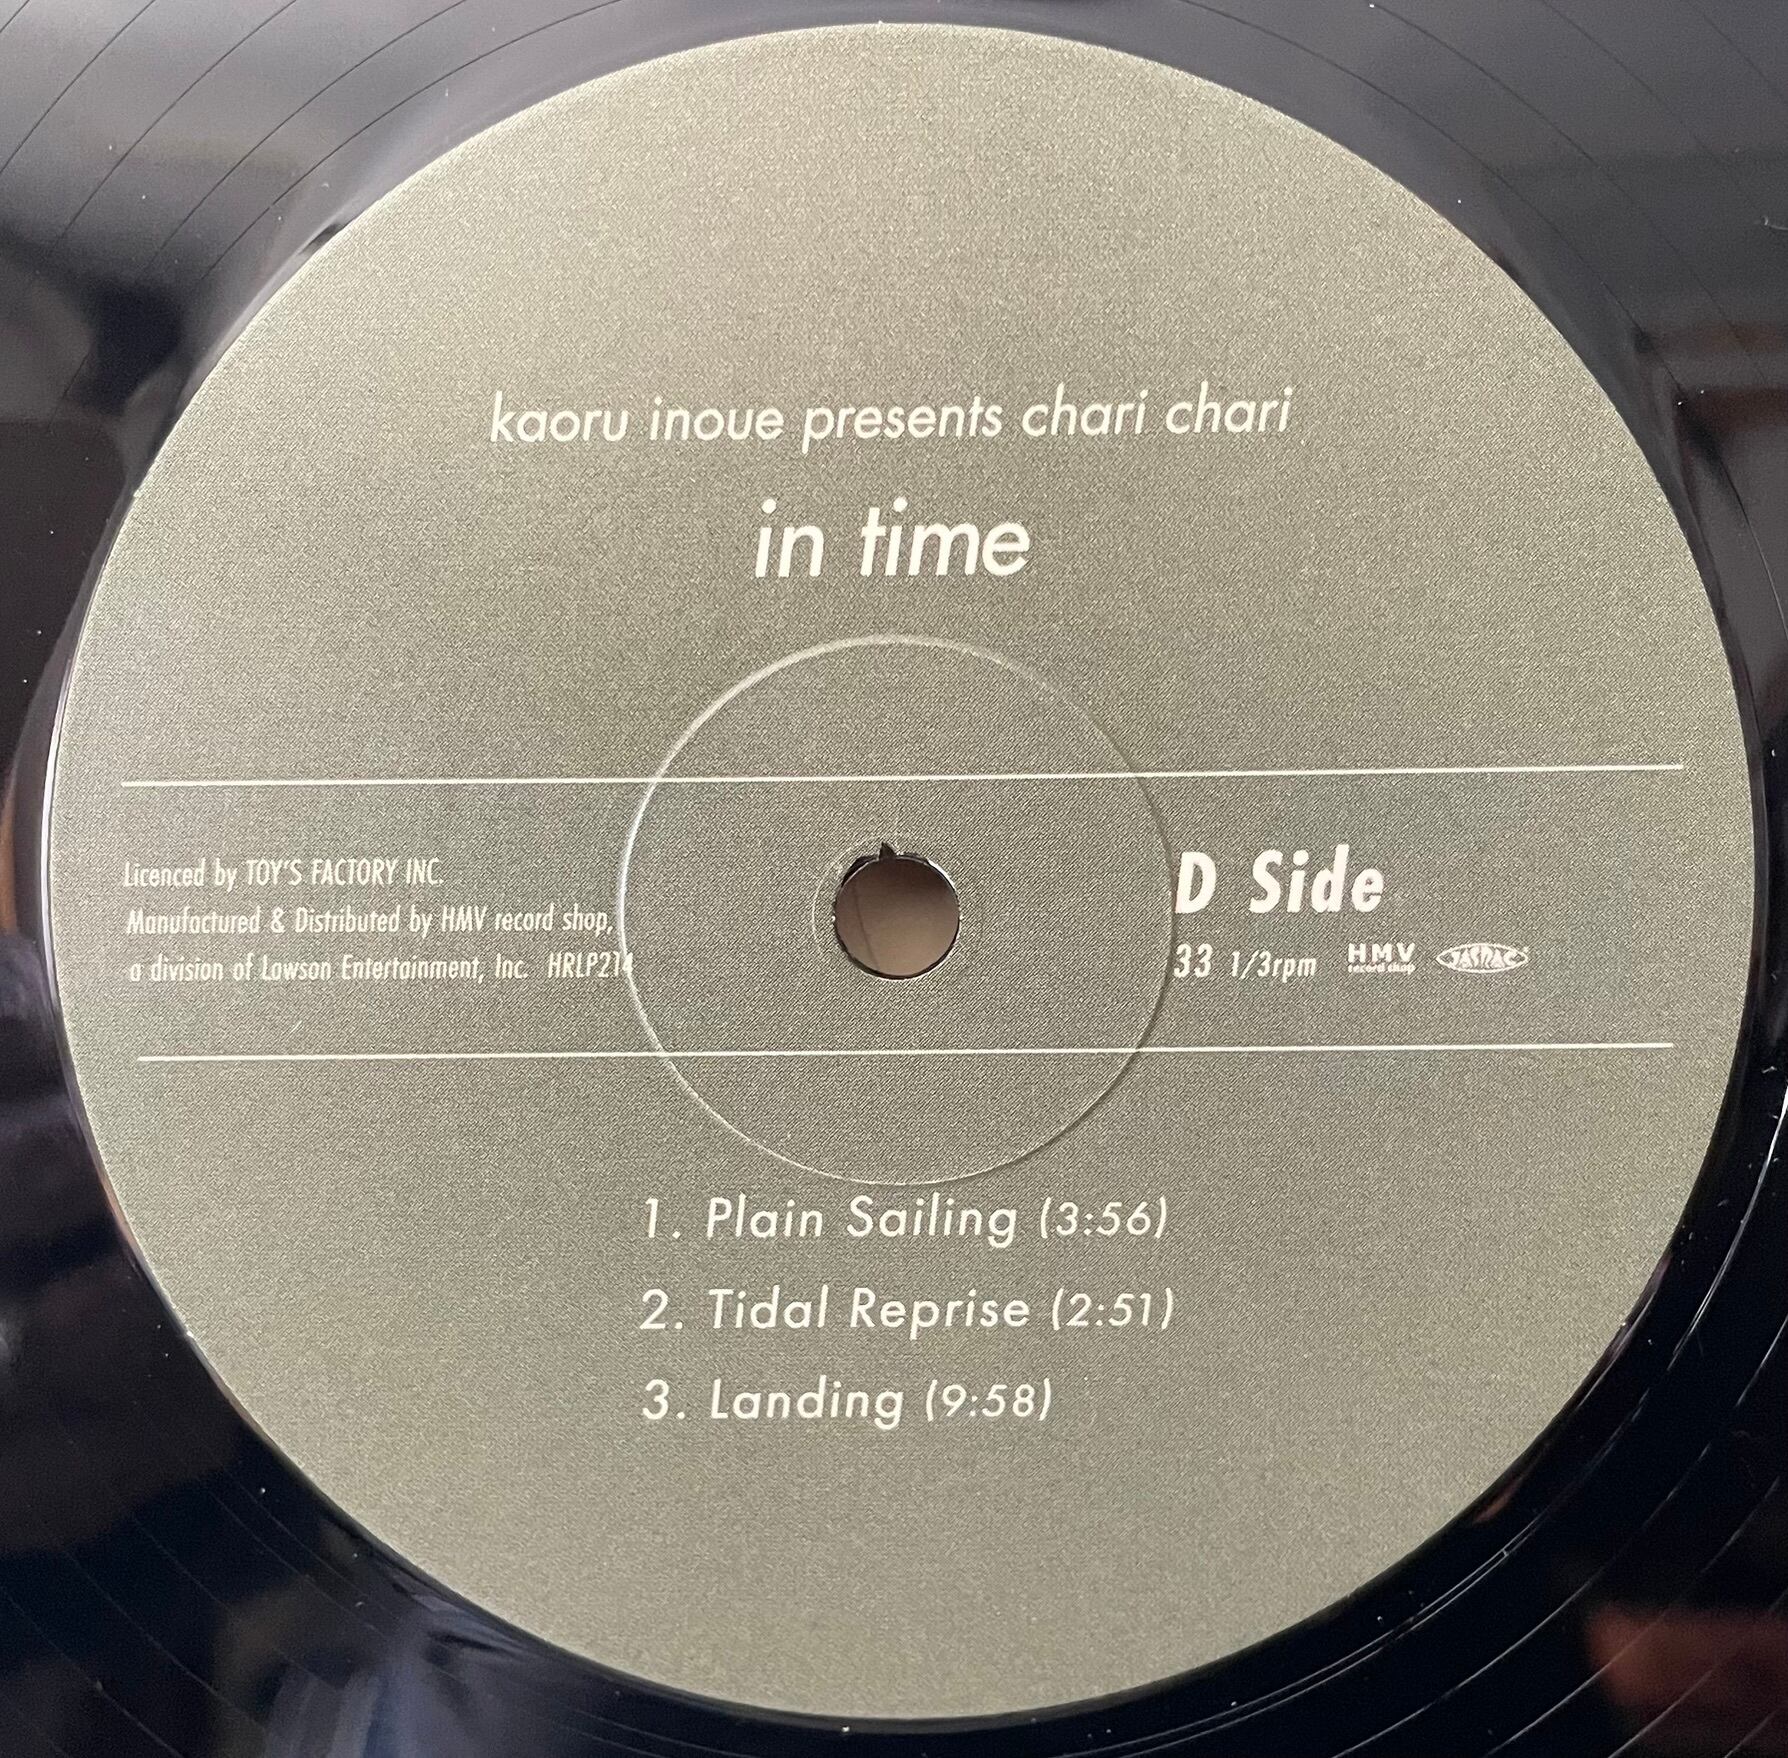 kaoru inoue presents chari chari
in time
Licenced by TOY'S FACTORY INC.
Manufactured & Distributed by HMV record shop,
a division of Lawson Entertainment, Inc. HRLP214
D Side
33 1/3rpm HMV record shop JASRAC
1. Plain Sailing (3:56)
2. Tidal Reprise (2:51)
3. Landing (9:58)